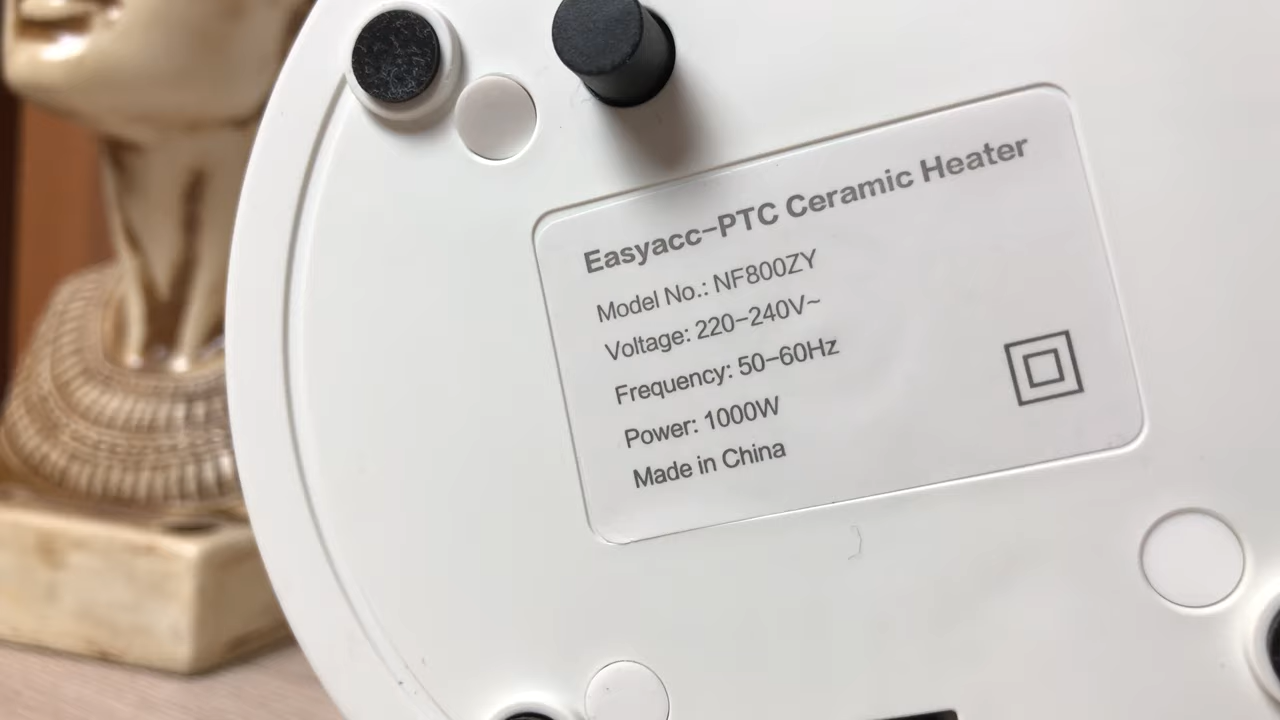 Easyacc-PTC Ceramic Heater
Model No.: NF800ZY
Voltage: 220-240V~
Frequency: 50-60Hz
Power: 1000W
Made in China